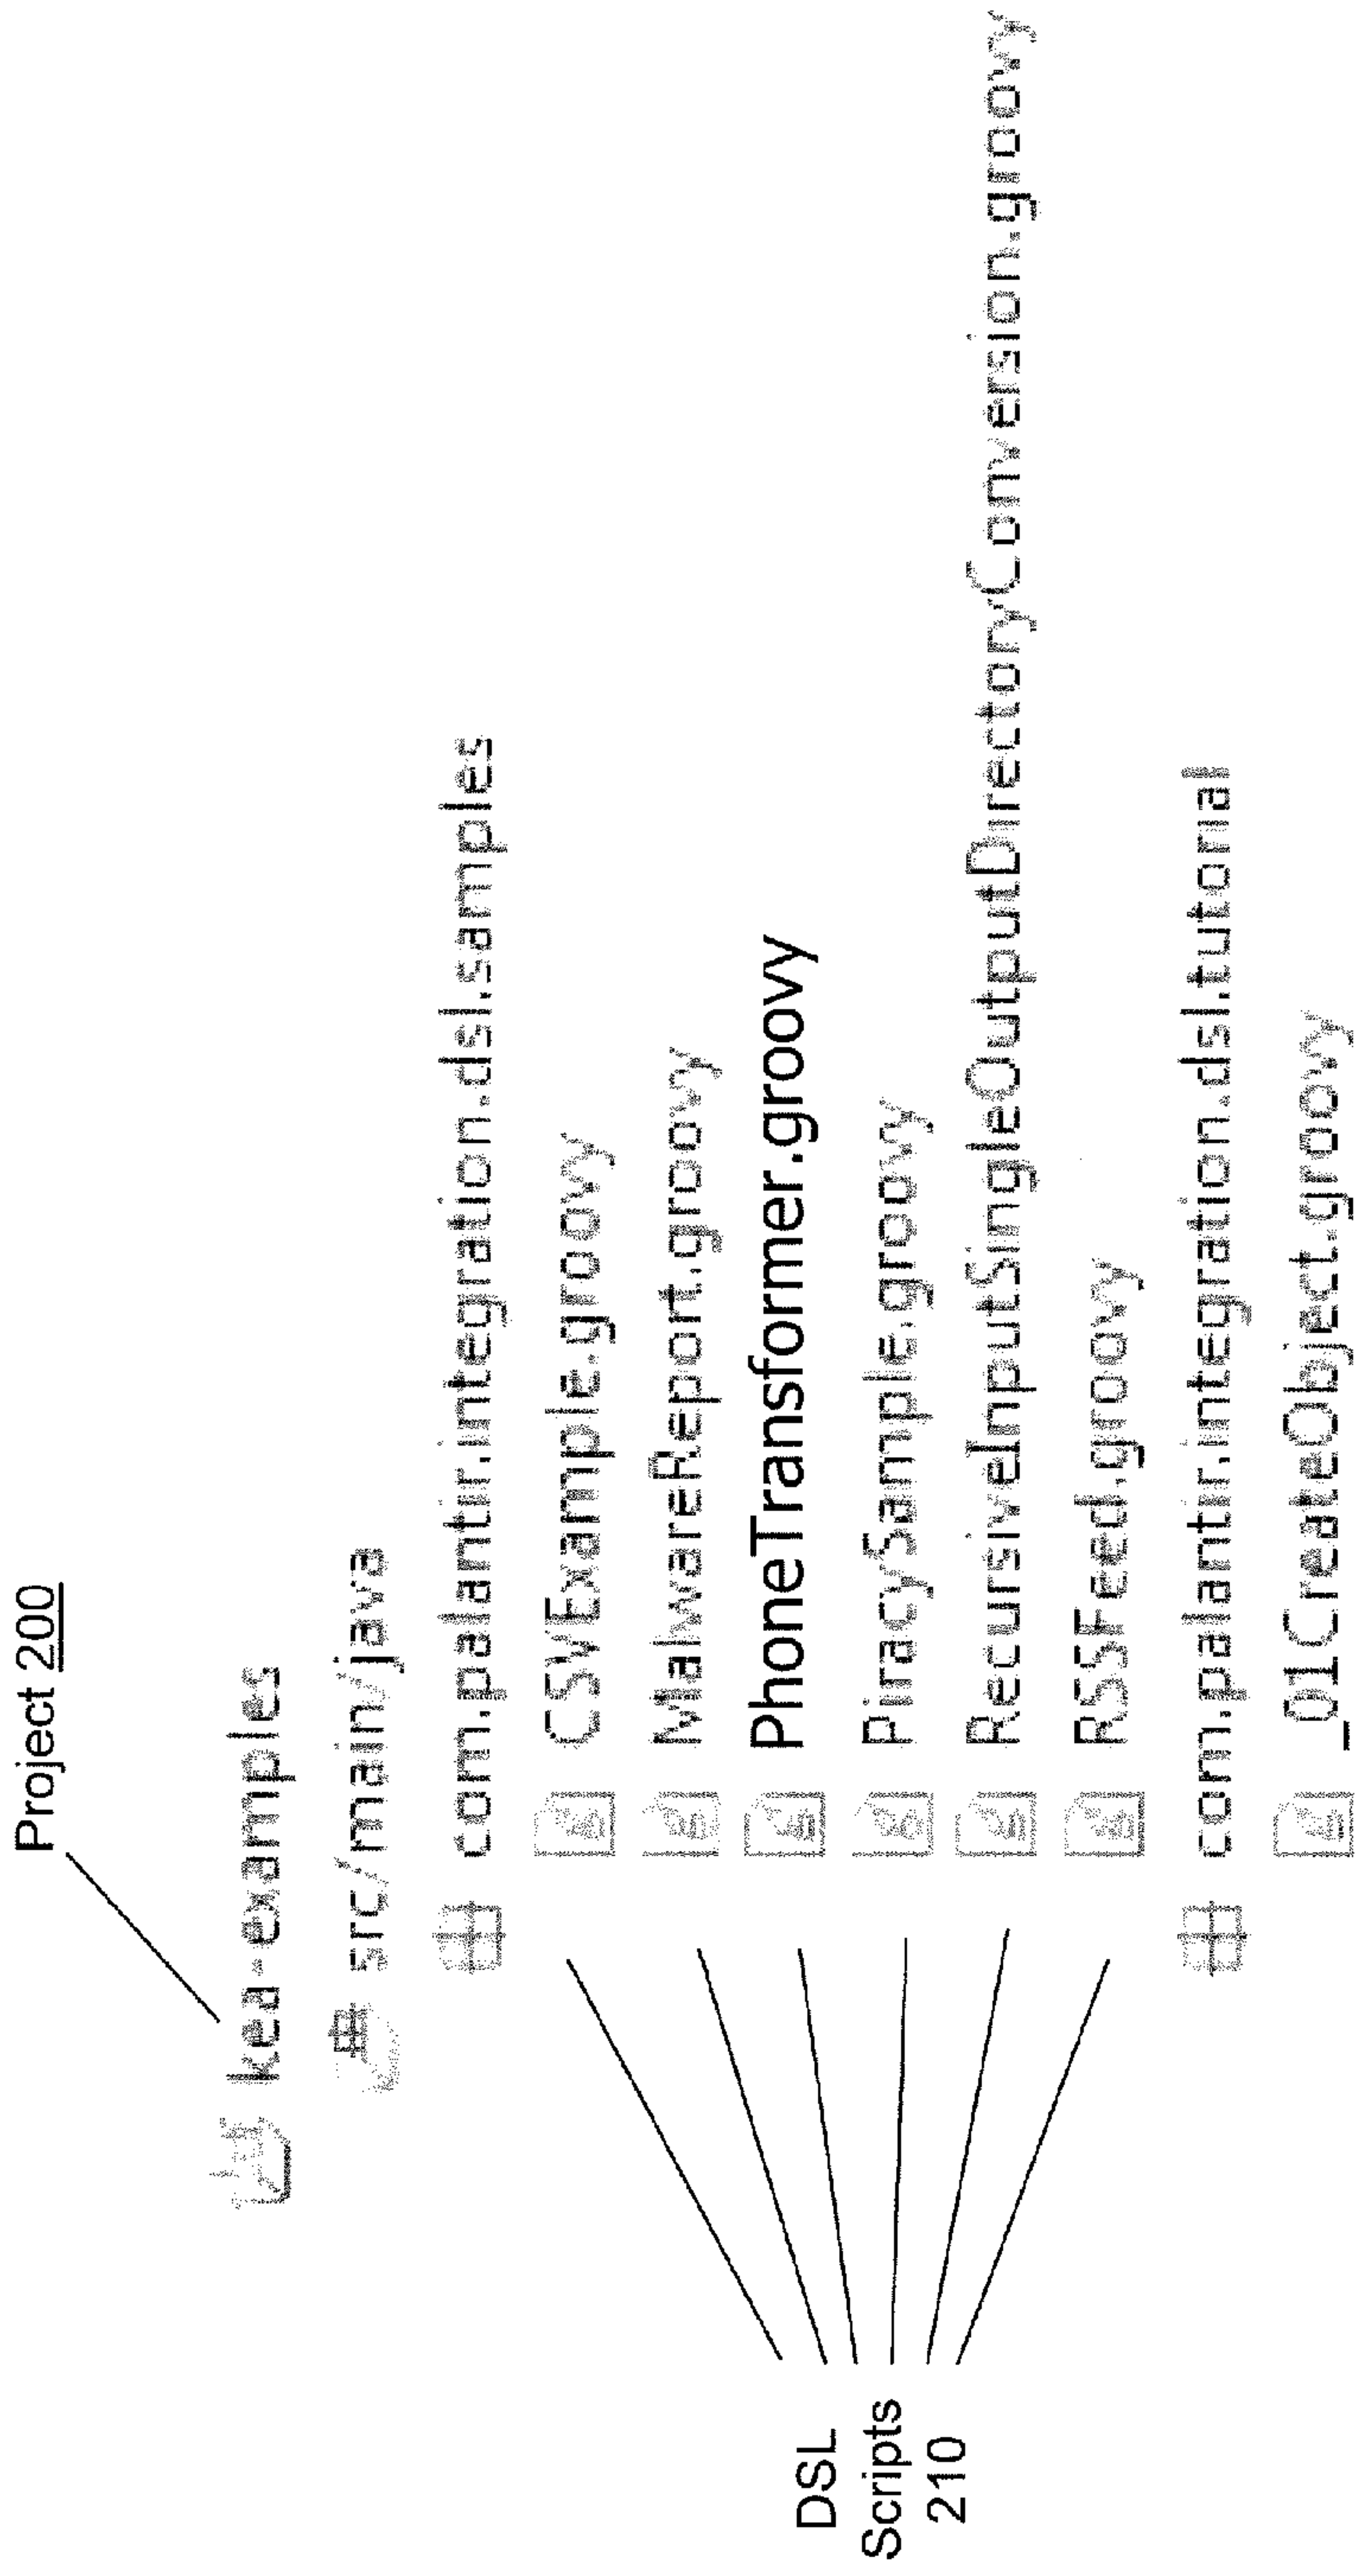 Project 200
kea-examples
src/main/java
com.palantir.integration.dsl.samples
CSVExample.groovy
MalwareReport.groovy
PhoneTransformer.groovy
PiracySample.groovy
RecursiveInputSingleOutputDirectoryConversion.groovy
RSSFeed.groovy
com.palantir.integration.dsl.tutorial
_01CreateObject.groovy
DSL
Scripts
210